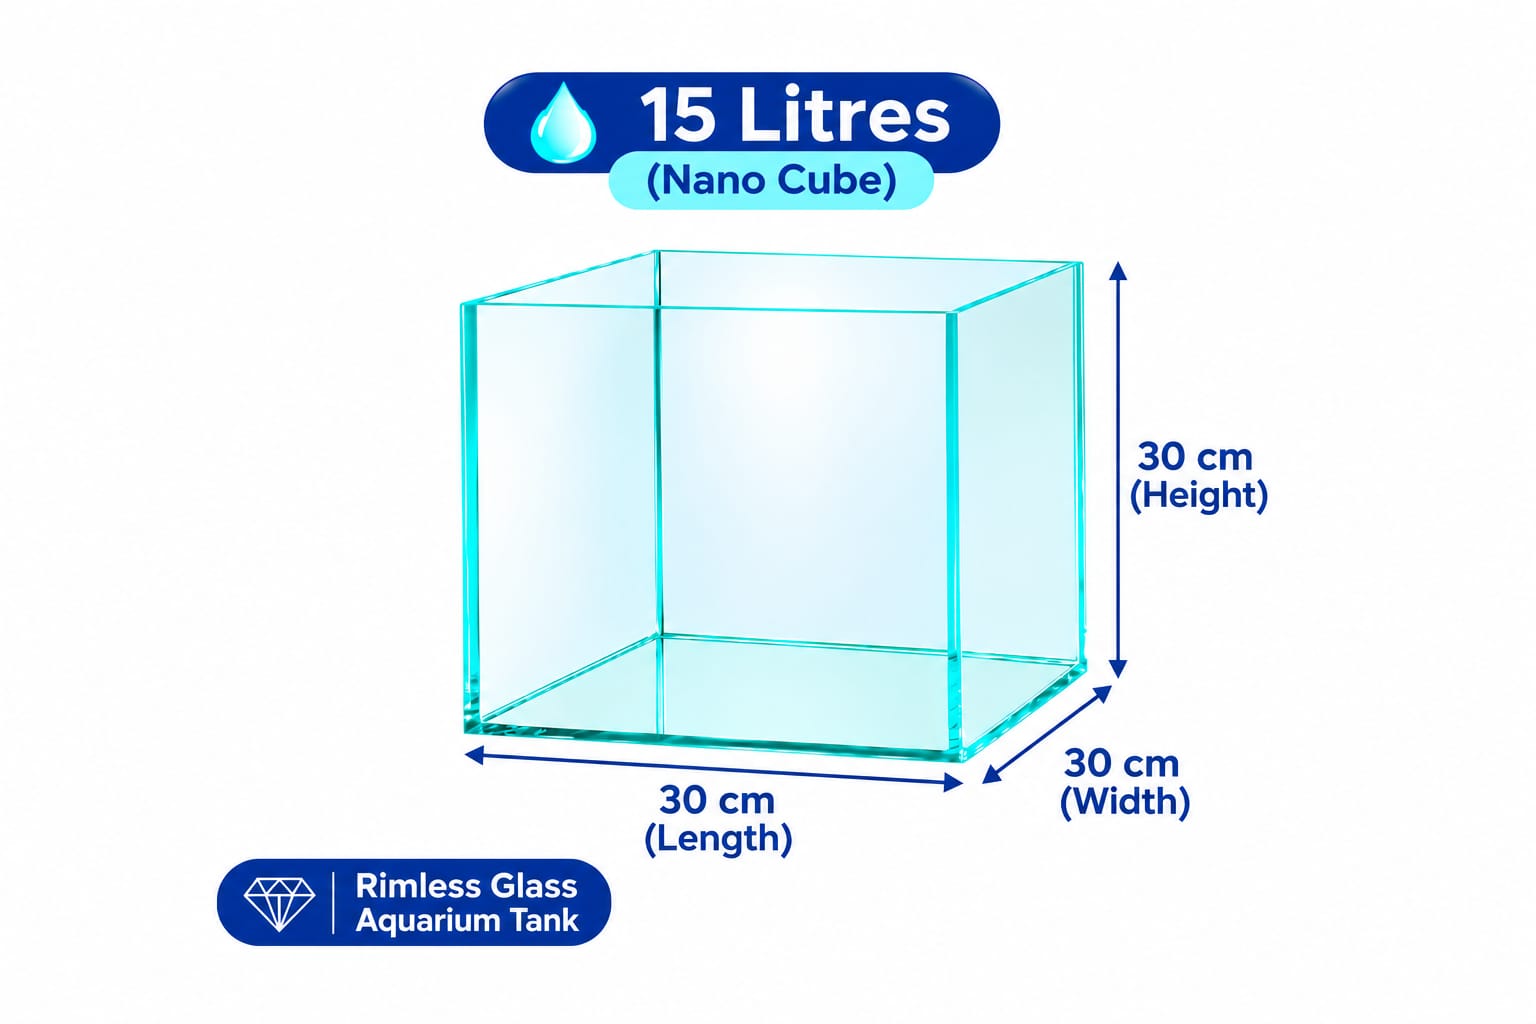 15 Litres
(Nano Cube)
30 cm
(Height)
30 cm
(Width)
30 cm
(Length)
Rimless Glass
Aquarium Tank